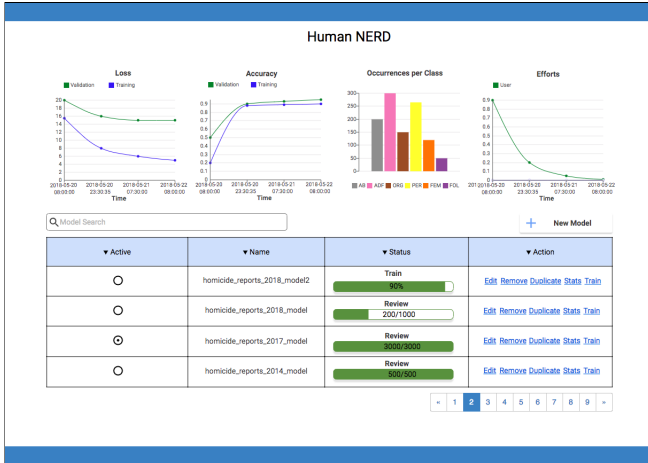 Human NERD
Loss
Validation Training
20
18
16
14
12
10
8
6
4
2
0
2018-05-20 2018-05-20 2018-05-21 2018-05-22
08:00:00 23:30:35 07:30:00 08:00:00
Time
Accuracy
Validation Training
0.9
0.8
0.7
0.6
0.5
0.4
0.3
0.2
0.1
0
2018-05-20 2018-05-20 2018-05-21 2018-05-22
08:00:00 23:30:35 07:30:00 08:00:00
Time
Occurrences per Class
300
250
200
150
100
50
AG ADF ORG PER FEM FOL
Efforts
User
0.9
0.8
0.7
0.6
0.5
0.4
0.3
0.2
0.1
0
2018-05-20 2018-05-20 2018-05-21 2018-05-22
08:00:00 23:30:35 07:30:00 08:00:00
Time
Model Search
+ New Model
▼ Active ▼ Name ▼ Status ▼ Action
homicide_reports_2018_model2 Train 90% Edit Remove Duplicate Stats Train
homicide_reports_2018_model Review 200/1000 Edit Remove Duplicate Stats Train
homicide_reports_2017_model Review 3000/3000 Edit Remove Duplicate Stats Train
homicide_reports_2014_model Review 500/500 Edit Remove Duplicate Stats Train
« 1 2 3 4 5 6 7 8 9 »